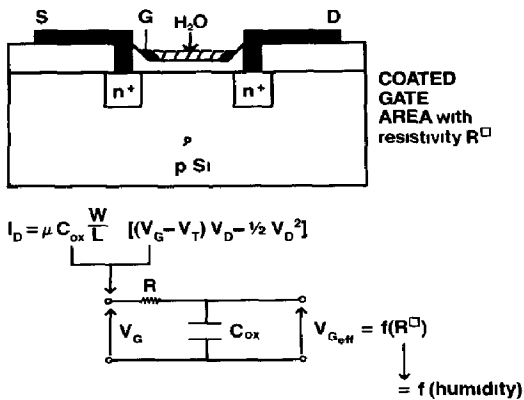 S G H₂O D
n⁺ n⁺
COATED
GATE
AREA with
resistivity R□
p
p Si
I_D = μ C_ox W/L [(V_G – V_T) V_D – ½ V_D²]
R
V_G C_ox V_Geff = f(R□)
= f (humidity)